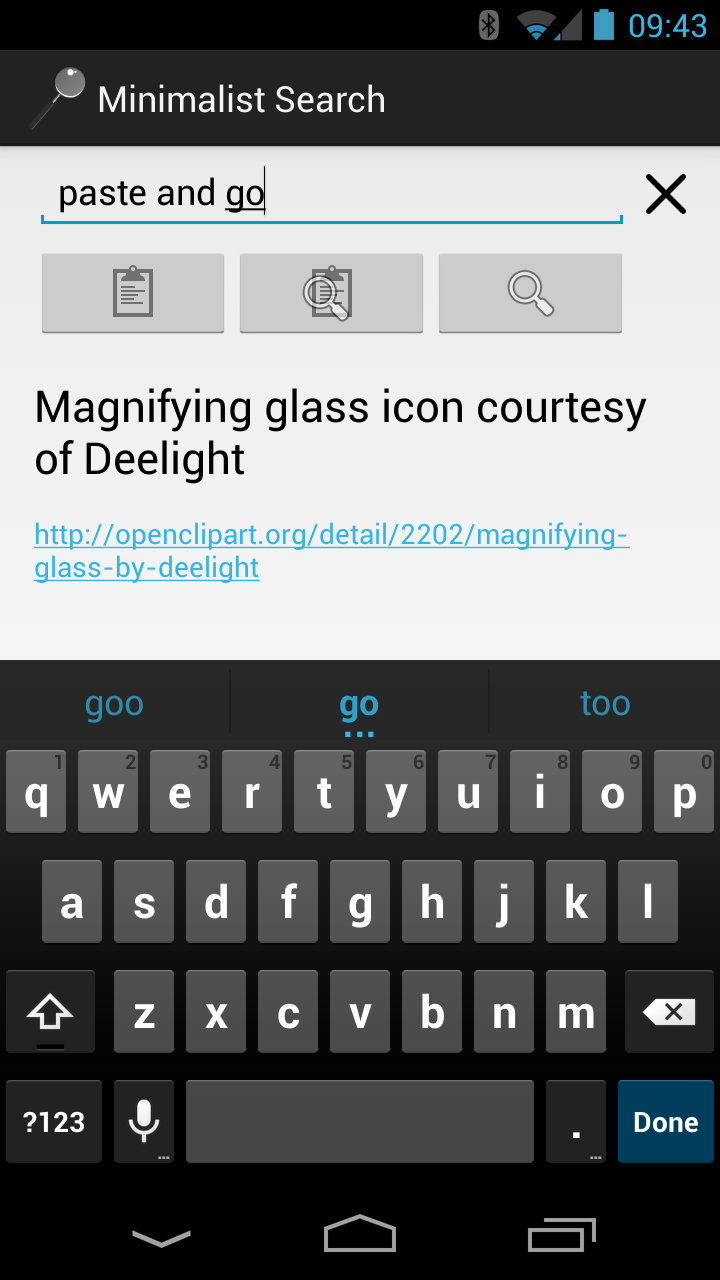 09:43
Minimalist Search
paste and go
Magnifying glass icon courtesy
of Deelight
http://openclipart.org/detail/2202/magnifying-
glass-by-deelight
goo go too
1 2 3 4 5 6 7 8 9 0
q w e r t y u i o p
a s d f g h j k l
z x c v b n m
?123 . Done